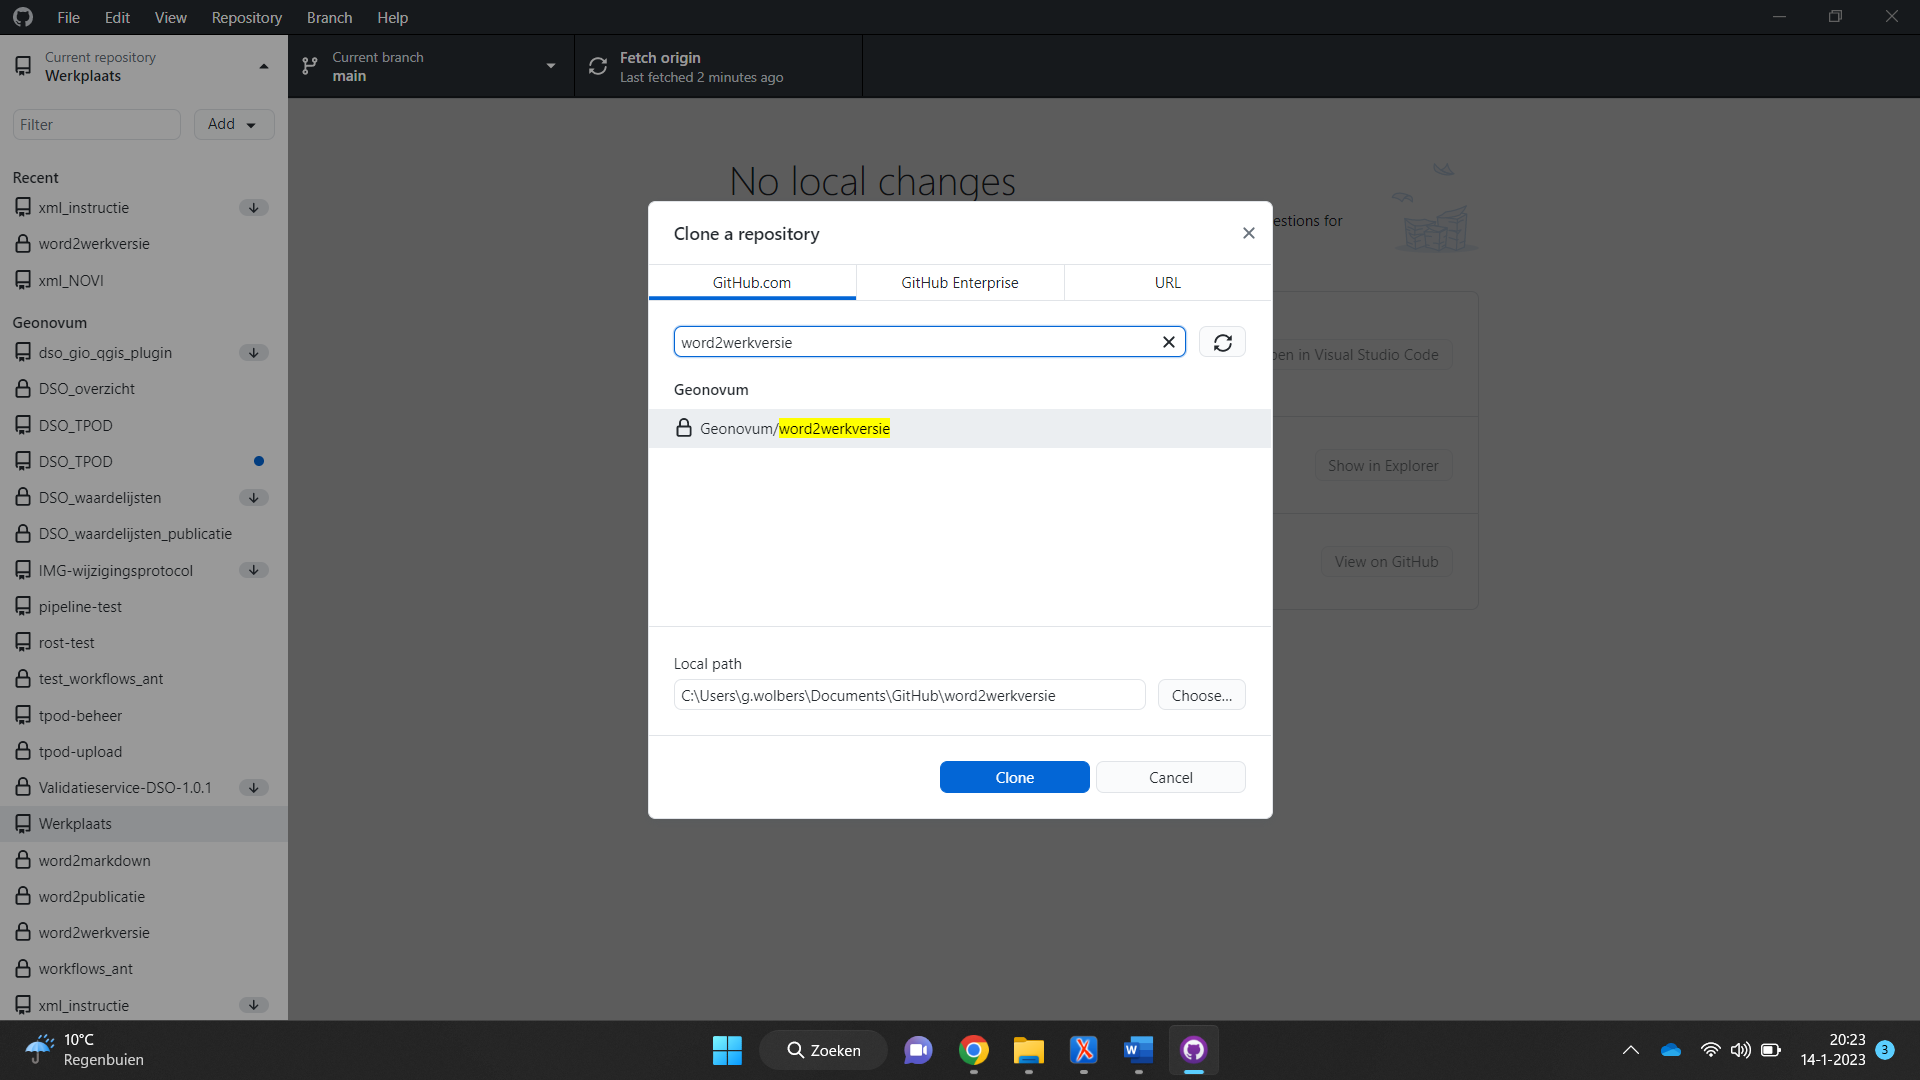 File Edit View Repository Branch Help
Current repository
Werkplaats
Current branch
main
Fetch origin
Last fetched 2 minutes ago
Filter
Add
Recent
xml_instructie
word2werkversie
xml_NOVI
Geonovum
dso_gio_qgis_plugin
DSO_overzicht
DSO_TPOD
DSO_TPOD
DSO_waardelijsten
DSO_waardelijsten_publicatie
IMG-wijzigingsprotocol
pipeline-test
rost-test
test_workflows_ant
tpod-beheer
tpod-upload
Validatieservice-DSO-1.0.1
Werkplaats
word2markdown
word2publicatie
word2werkversie
workflows_ant
xml_instructie
No local changes
estions for
pen in Visual Studio Code
Show in Explorer
View on GitHub
Clone a repository
GitHub.com
GitHub Enterprise
URL
word2werkversie
Geonovum
Geonovum/word2werkversie
Local path
C:\Users\g.wolbers\Documents\GitHub\word2werkversie
Choose...
Clone
Cancel
10°C
Regenbuien
Zoeken
20:23
14-1-2023
3